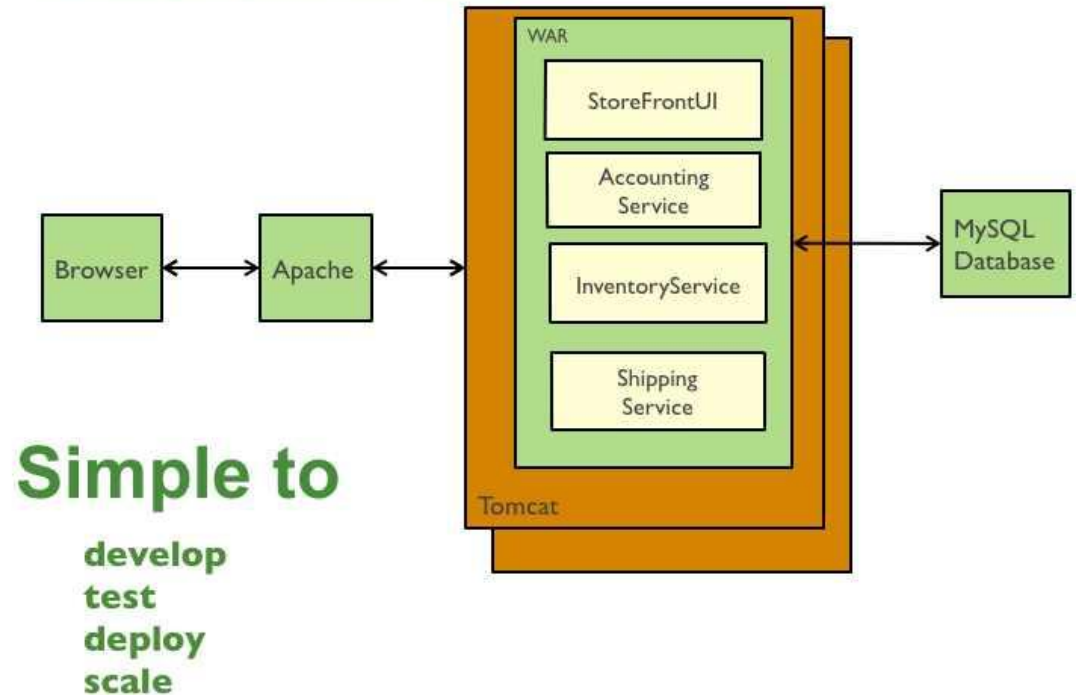 WAR
StoreFrontUI
Accounting
Service
InventoryService
Shipping
Service
Tomcat
Browser
Apache
MySQL
Database
Simple to
develop
test
deploy
scale